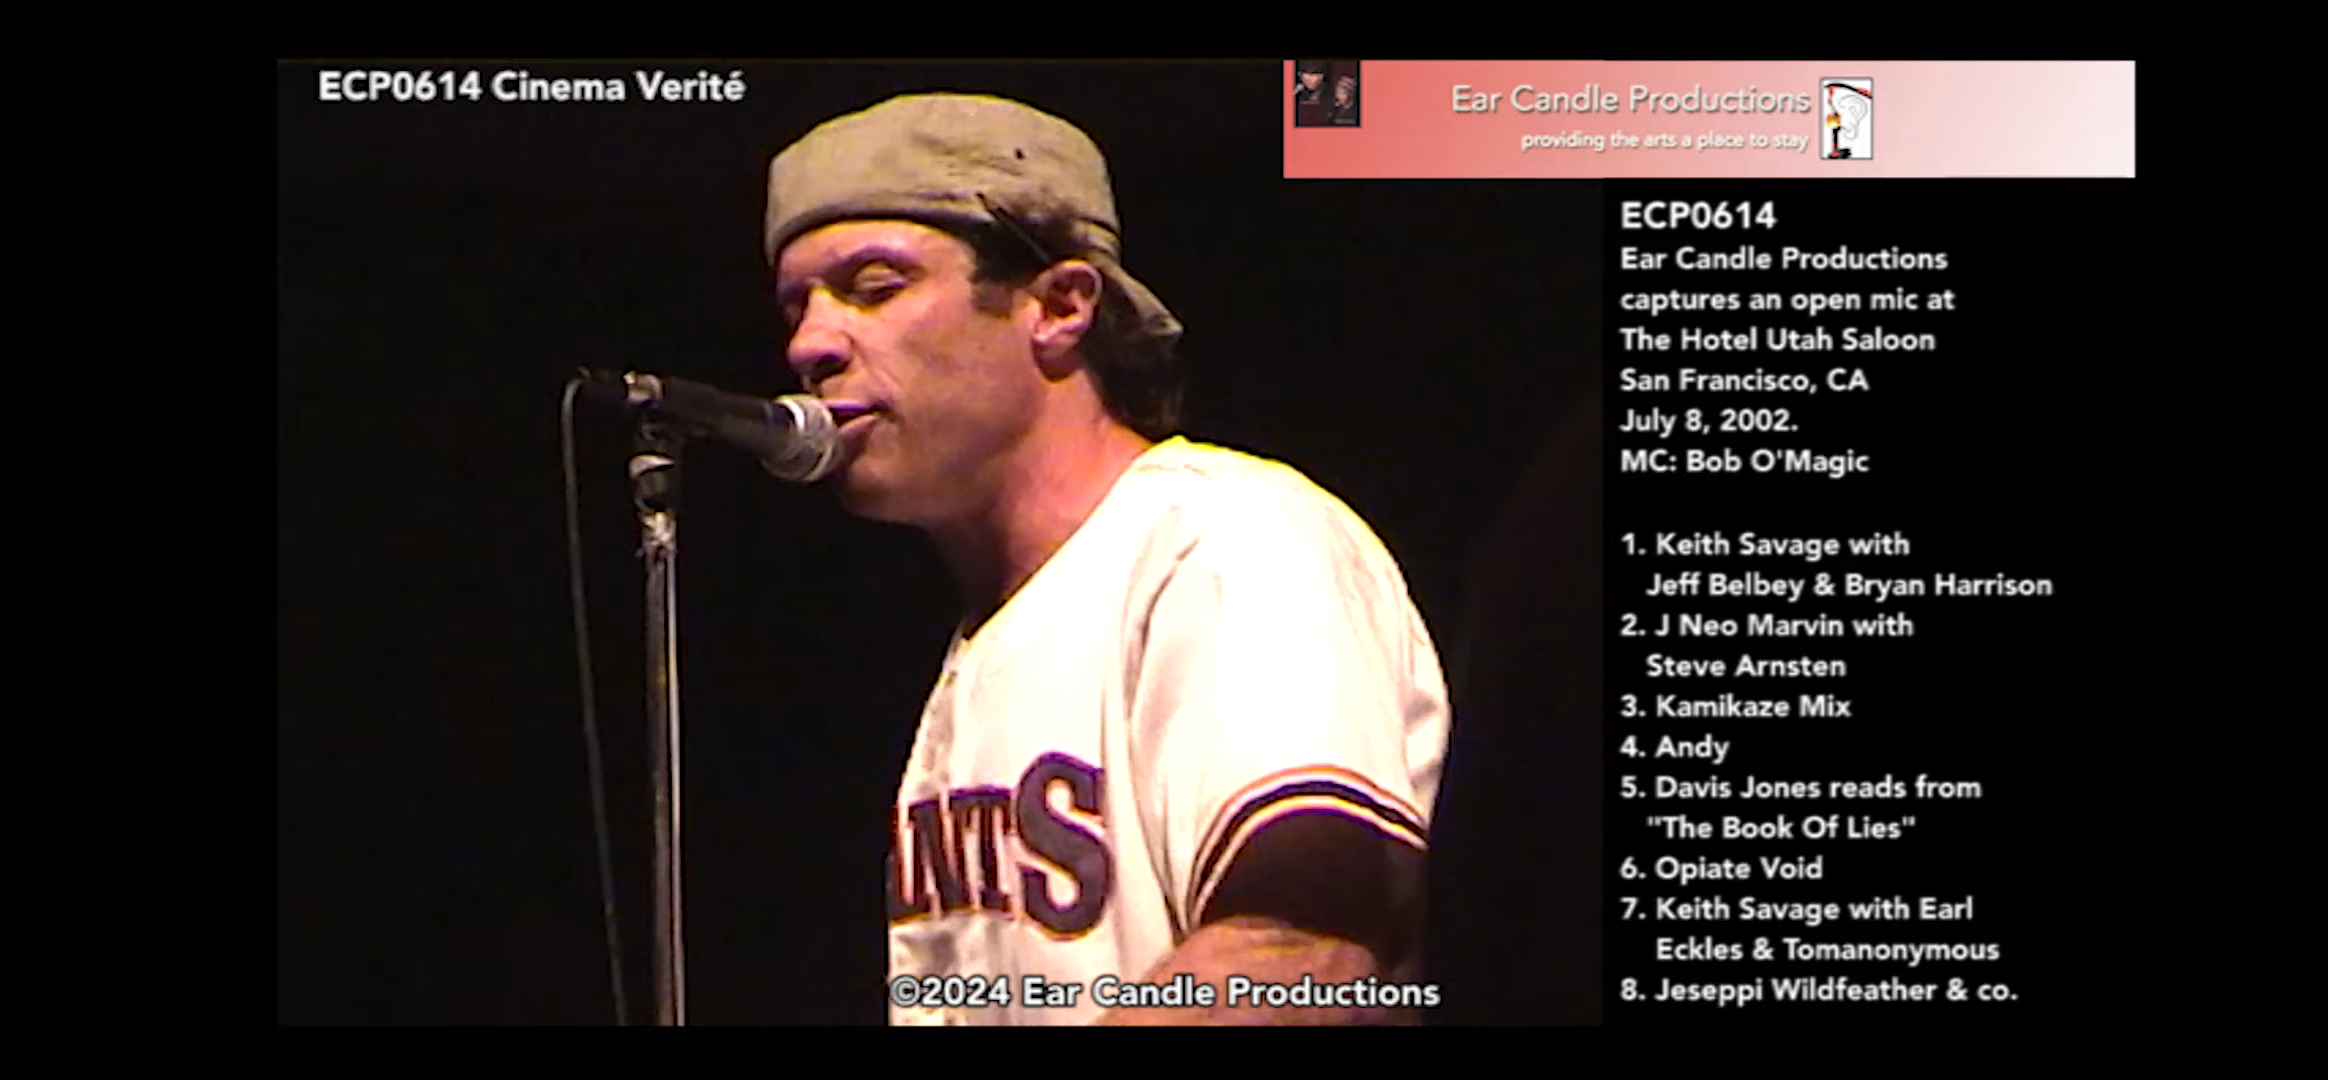 ECP0614 Cinema Verité
Ear Candle Productions
providing the arts a place to stay
ECP0614
Ear Candle Productions
captures an open mic at
The Hotel Utah Saloon
San Francisco, CA
July 8, 2002.
MC: Bob O'Magic
1. Keith Savage with
Jeff Belbey & Bryan Harrison
2. J Neo Marvin with
Steve Arnsten
3. Kamikaze Mix
4. Andy
5. Davis Jones reads from
"The Book Of Lies"
6. Opiate Void
7. Keith Savage with Earl
Eckles & Tomanonymous
8. Jeseppi Wildfeather & co.
ANTS
©2024 Ear Candle Productions